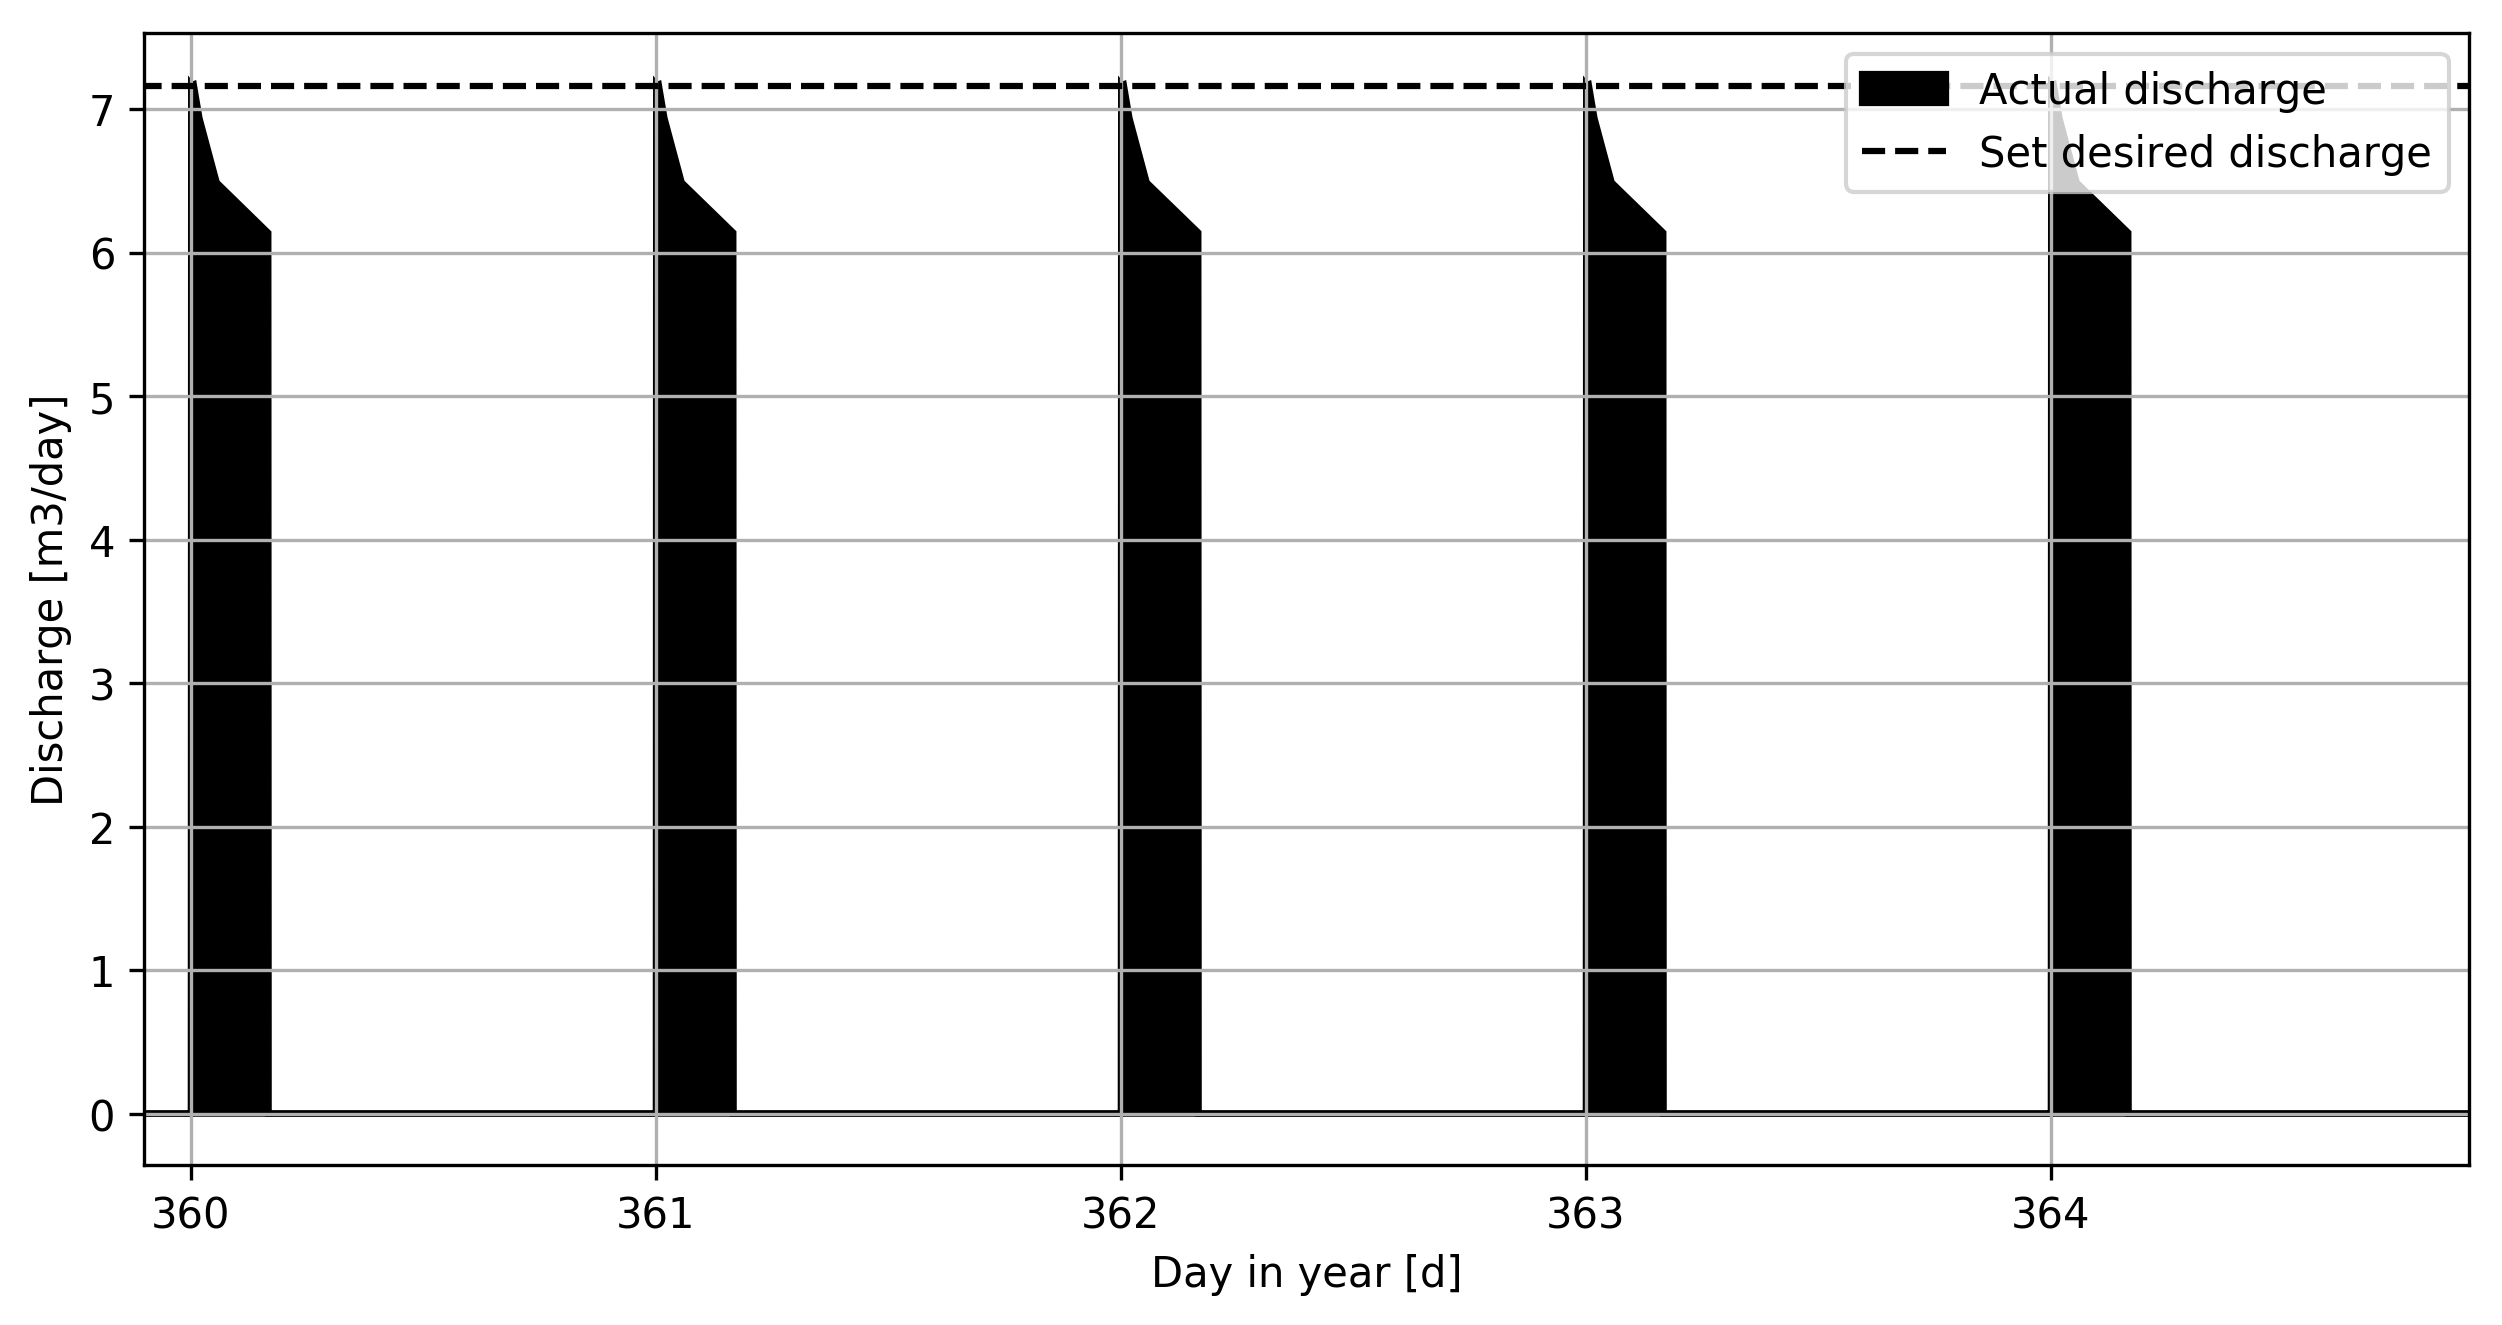 Actual discharge
Set desired discharge
7
6
5
4
3
2
1
0
Discharge [m3/day]
360 361 362 363 364
Day in year [d]